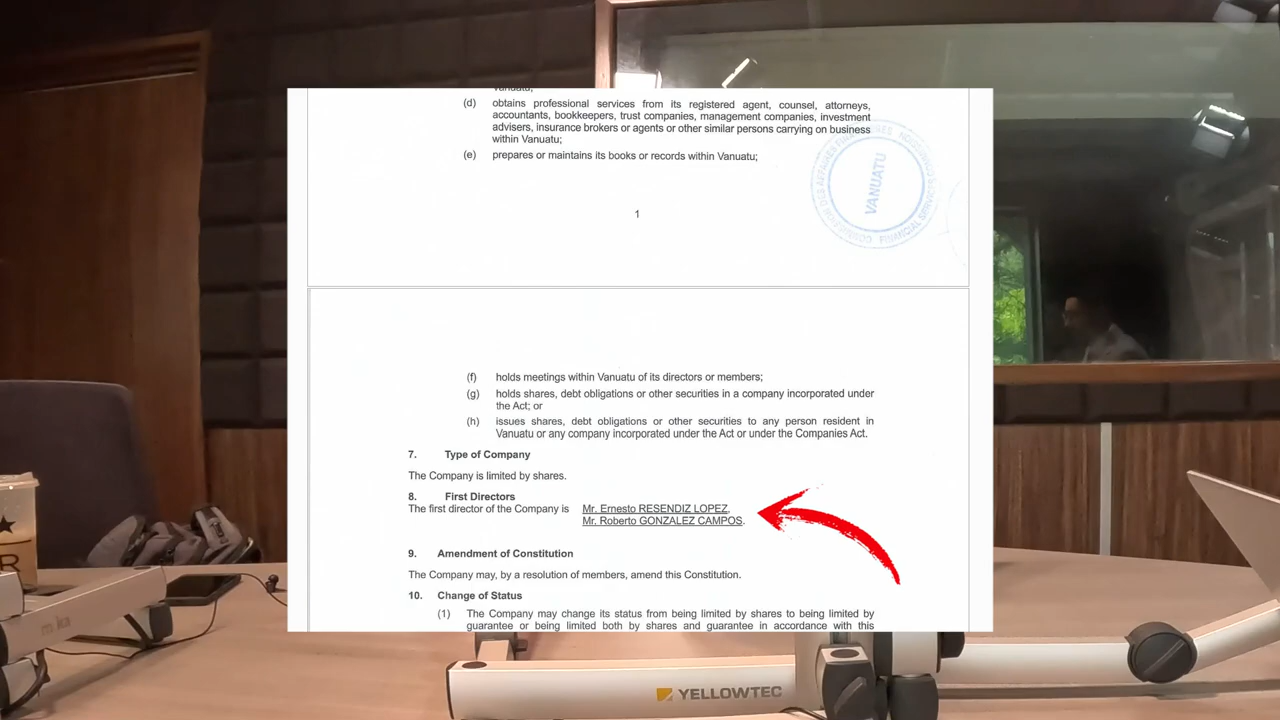 Vanuatu;
(d) obtains professional services from its registered agent, counsel, attorneys,
accountants, bookkeepers, trust companies, management companies, investment
advisers, insurance brokers or agents or other similar persons carrying on business
within Vanuatu;
(e) prepares or maintains its books or records within Vanuatu;
VANUATU
1
(f) holds meetings within Vanuatu of its directors or members;
(g) holds shares, debt obligations or other securities in a company incorporated under
the Act; or
(h) issues shares, debt obligations or other securities to any person resident in
Vanuatu or any company incorporated under the Act or under the Companies Act.
7. Type of Company
The Company is limited by shares.
8. First Directors
The first director of the Company is Mr. Ernesto RESENDIZ LOPEZ,
Mr. Roberto GONZALEZ CAMPOS.
9. Amendment of Constitution
The Company may, by a resolution of members, amend this Constitution.
10. Change of Status
(1) The Company may change its status from being limited by shares to being limited by
guarantee or being limited both by shares and guarantee in accordance with this
YELLOWTEC